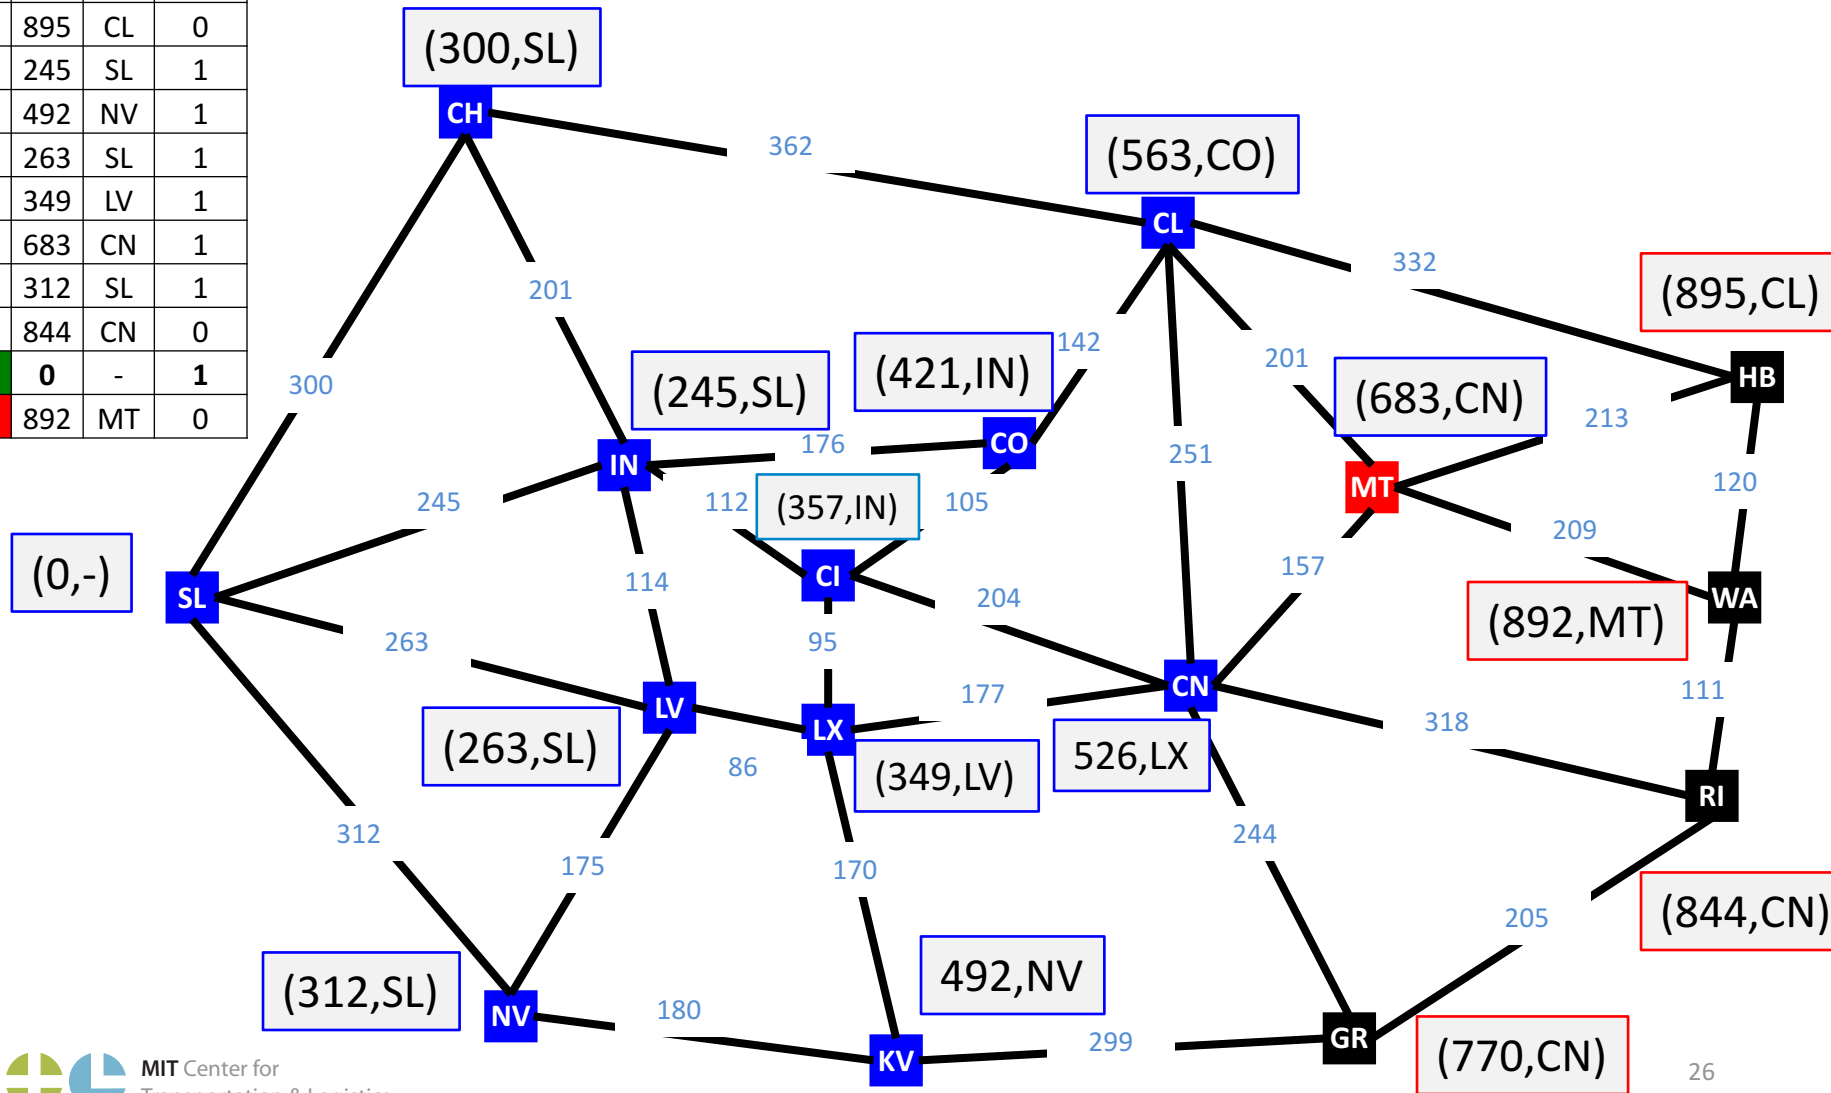 895 CL 0
245 SL 1
492 NV 1
263 SL 1
349 LV 1
683 CN 1
312 SL 1
844 CN 0
0 - 1
892 MT 0
(300,SL)
CH
362
(563,CO)
CL
332
(895,CL)
HB
201
142
201
300
(245,SL)
(421,IN)
(683,CN)
213
IN
176
CO
251
MT
120
245
112
(357,IN)
105
209
(0,-)
SL
114
CI
204
157
(892,MT)
WA
263
95
177
CN
111
LV
LX
318
(263,SL)
86
(349,LV)
526,LX
RI
312
175
170
244
205
(844,CN)
(312,SL)
NV
180
492,NV
KV
299
GR
(770,CN)
MIT Center for
Transportation & Logistics
26